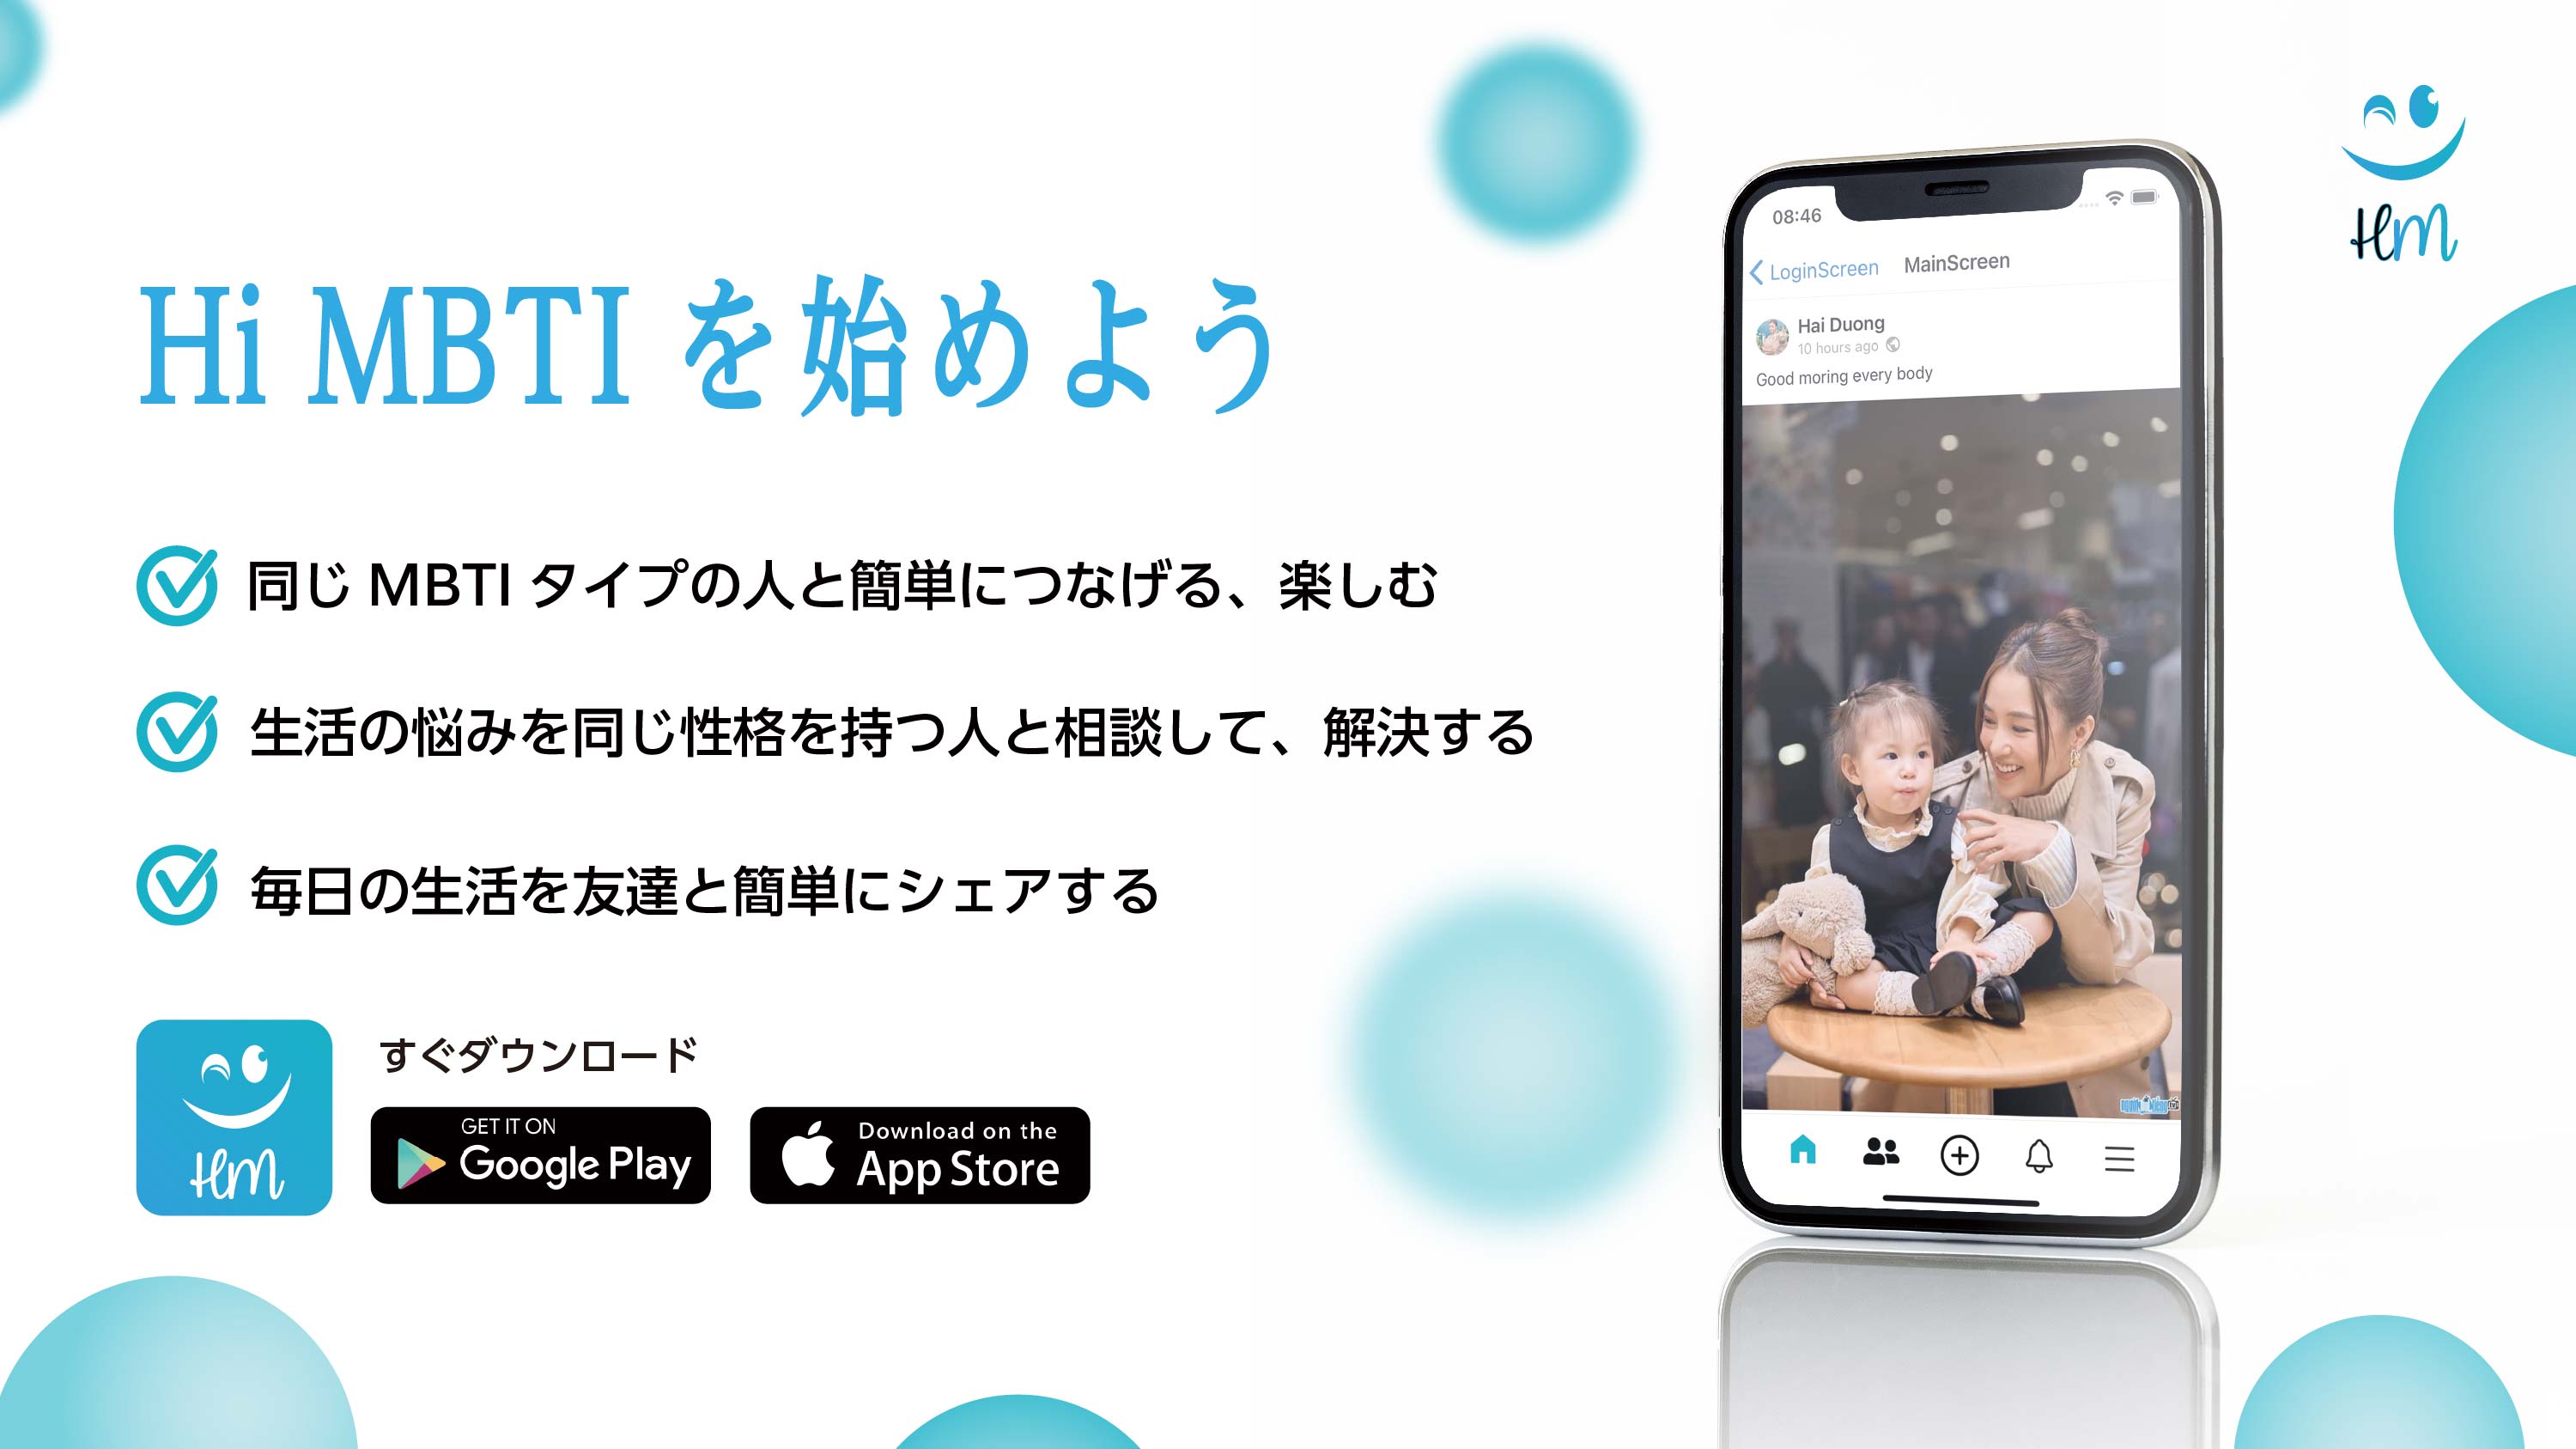 Hi MBTI を始めよう
同じ MBTI タイプの人と簡単につなげる、楽しむ
生活の悩みを同じ性格を持つ人と相談して、解決する
毎日の生活を友達と簡単にシェアする
HM
すぐダウンロード
GET IT ON
Google Play
Download on the
App Store
08:46
LoginScreen MainScreen
Hai Duong
10 hours ago
Good moring every body
HM